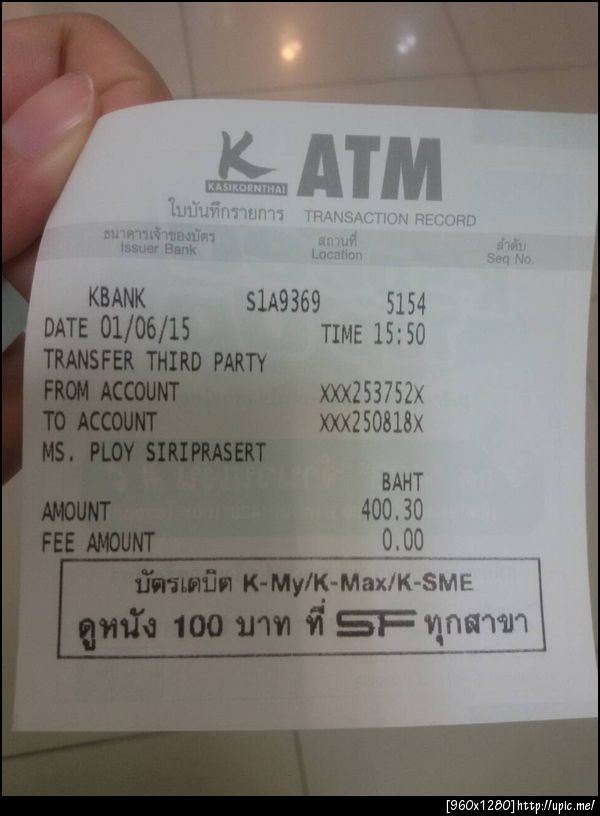 K ATM
KASIKORNTHAI
ใบบันทึกรายการ TRANSACTION RECORD
ธนาคารเจ้าของบัตร สถานที่ ลำดับ
Issuer Bank Location Seq No.
KBANK S1A9369 5154
DATE 01/06/15 TIME 15:50
TRANSFER THIRD PARTY
FROM ACCOUNT XXX253752X
TO ACCOUNT XXX250818X
MS. PLOY SIRIPRASERT
BAHT
AMOUNT 400.30
FEE AMOUNT 0.00
บัตรเดบิต K-My/K-Max/K-SME
ดูหนัง 100 บาท ที่ SF ทุกสาขา
[960x1280]http://upic.me/